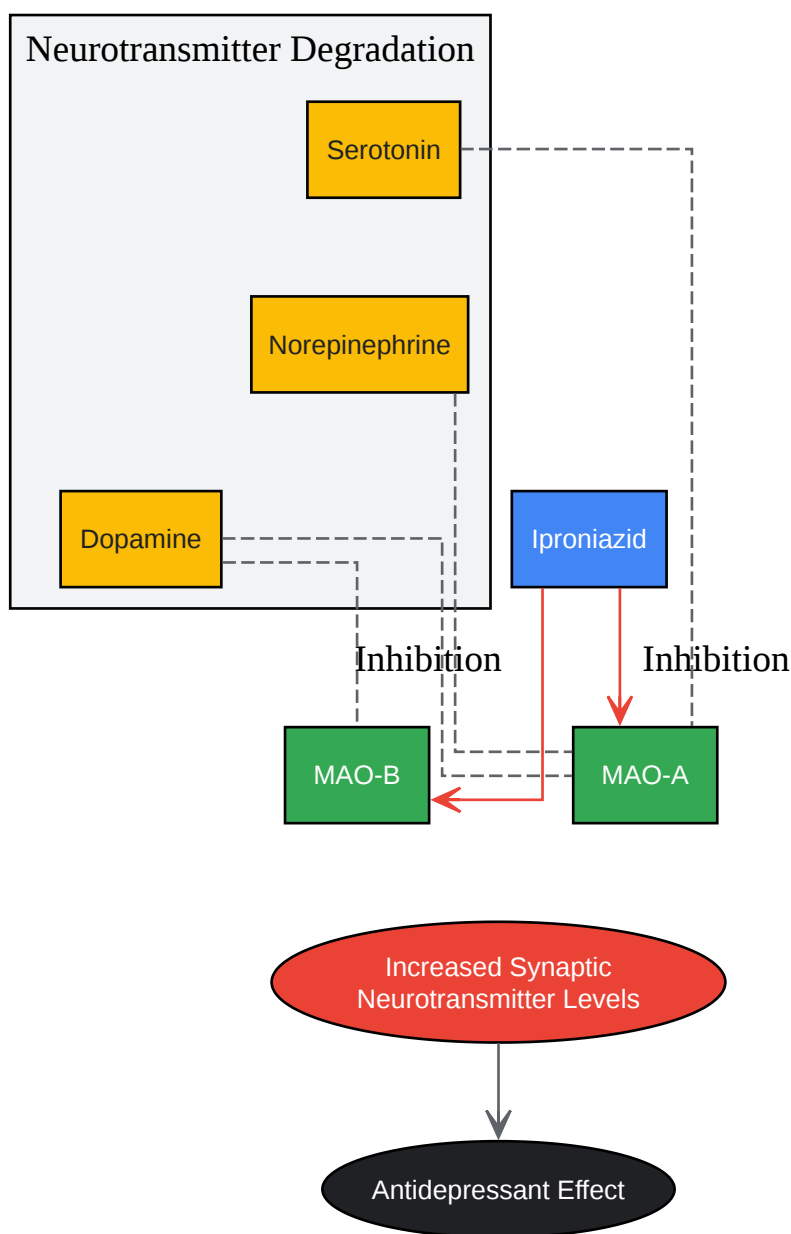 Neurotransmitter Degradation
Serotonin
Norepinephrine
Dopamine
Iproniazid
Inhibition
Inhibition
MAO-B
MAO-A
Increased Synaptic
Neurotransmitter Levels
Antidepressant Effect